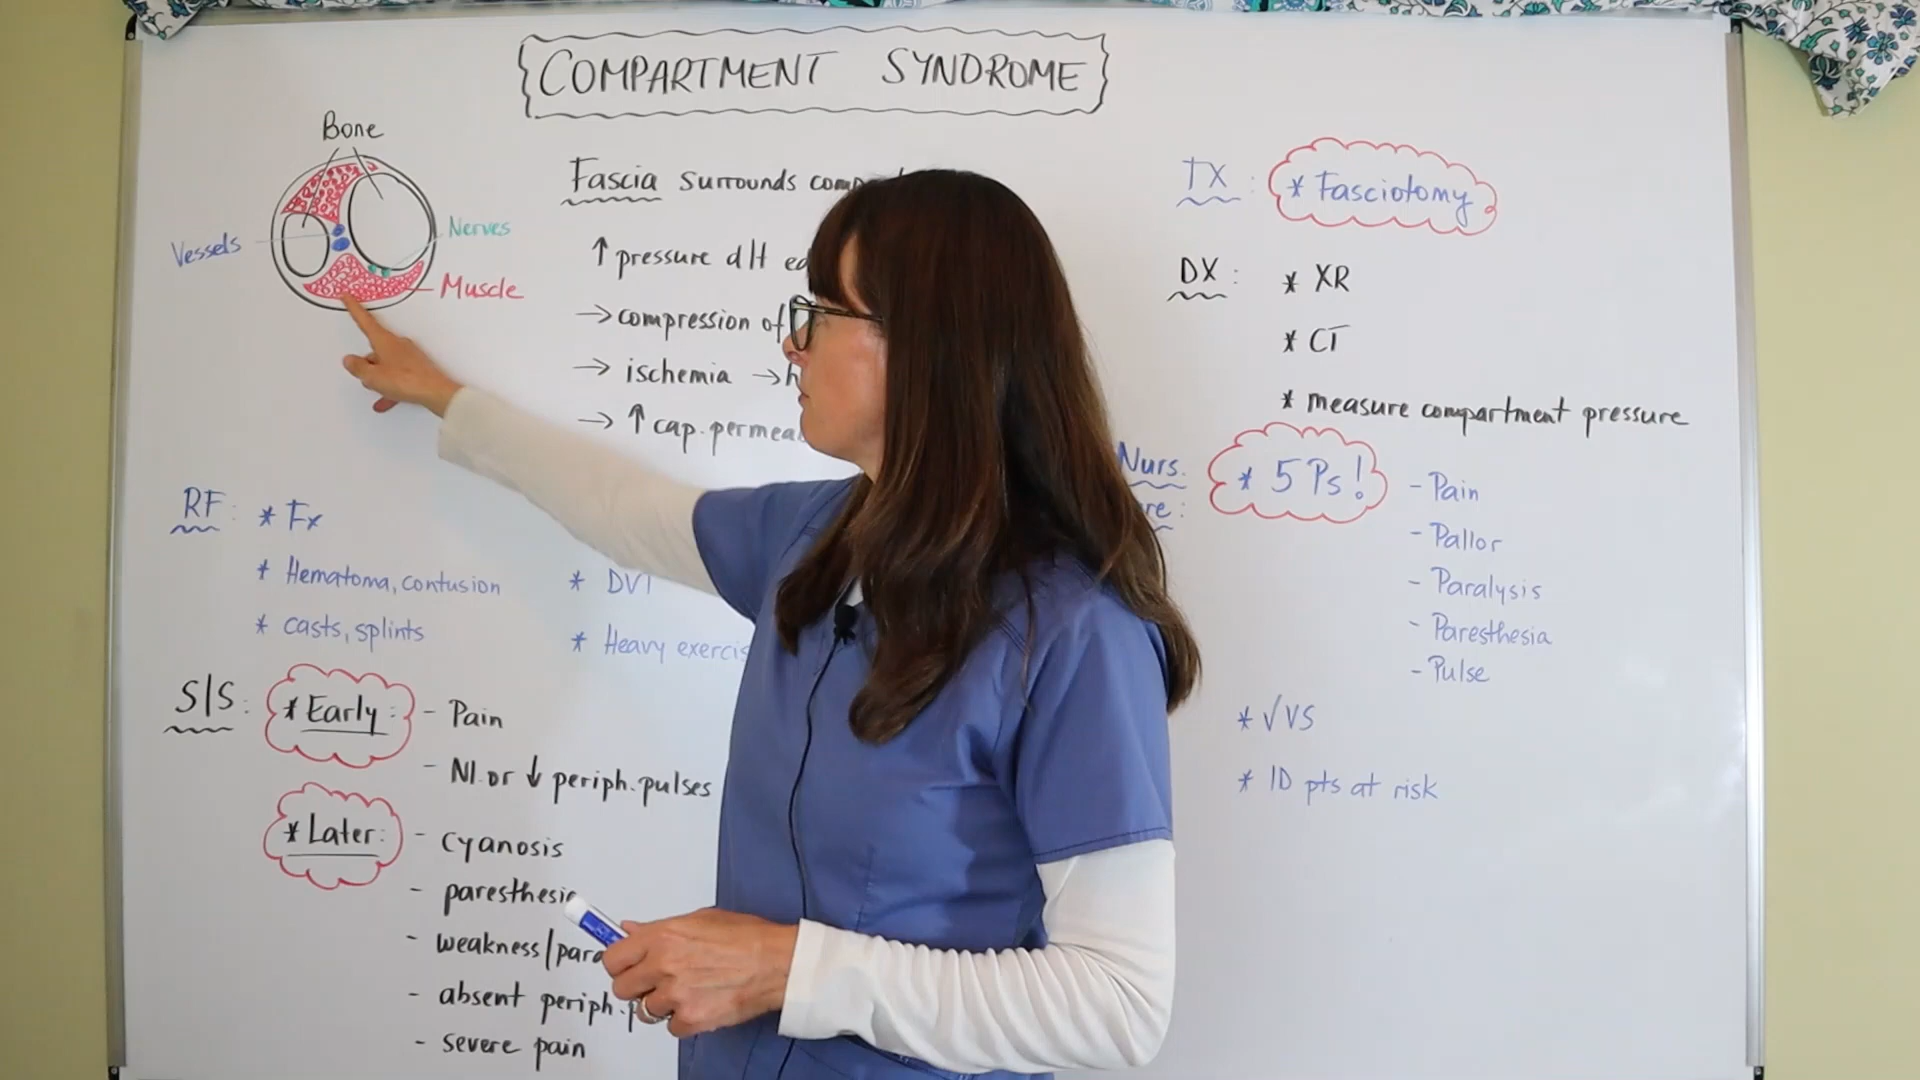 COMPARTMENT SYNDROME
Bone
Vessels
Nerves
Muscle
Fascia surrounds
↑ pressure d/t
→ compression of
→ ischemia →
→ ↑ cap. permea
RF: * Fx
* Hematoma, contusion
* casts, splints
* DVT
* Heavy exercis
S/S: * Early: - Pain
- Nl. or ↓ periph. pulses
* Later: - cyanosis
- paresthesia
- weakness/para
- absent periph. p
- severe pain
TX: * Fasciotomy
DX: * XR
* CT
* measure compartment pressure
Nurs.
re:
* 5 Ps!
- Pain
- Pallor
- Paralysis
- Paresthesia
- Pulse
* √ VS
* ID pts at risk